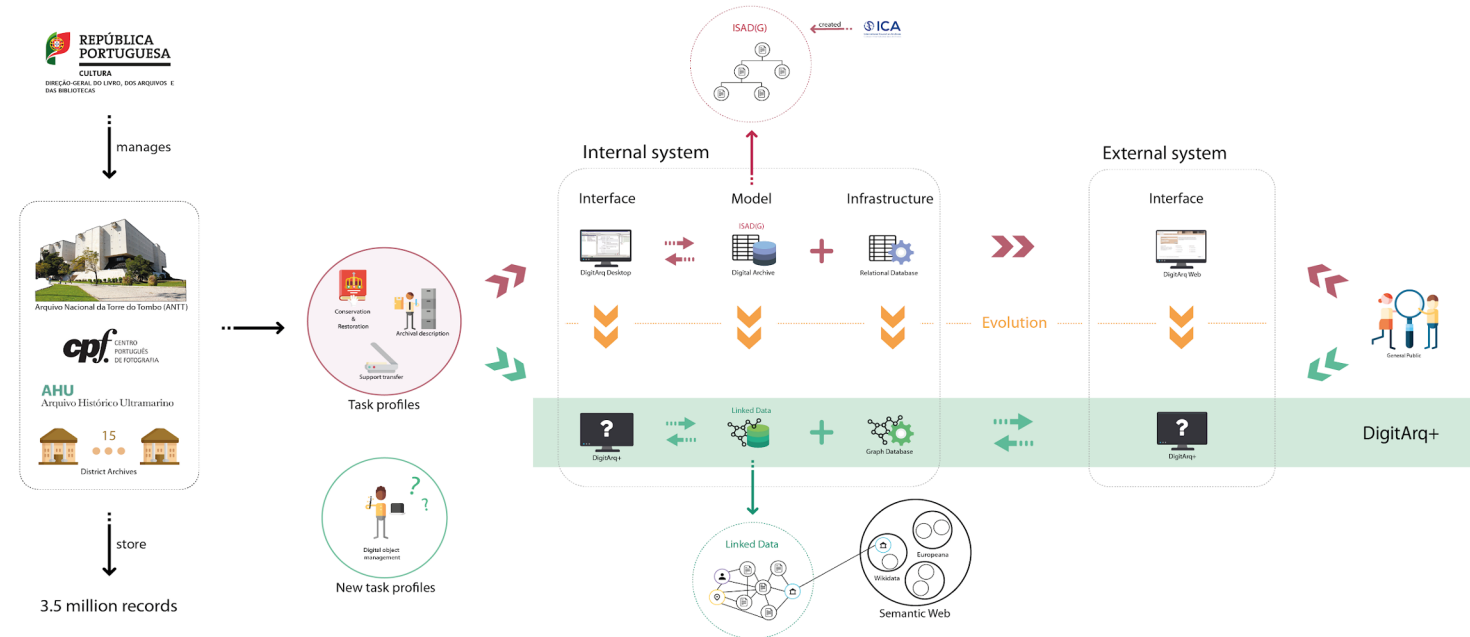 REPÚBLICA
PORTUGUESA
CULTURA
DIREÇÃO-GERAL DO LIVRO, DOS ARQUIVOS E
DAS BIBLIOTECAS
manages
Arquivo Nacional da Torre do Tombo (ANTT)
cpf.
CENTRO
PORTUGUÊS
DE FOTOGRAFIA
AHU
Arquivo Histórico Ultramarino
15
District Archives
store
3.5 million records
Conservation
&
Restoration
Archival description
Support transfer
Task profiles
?
?
Digital object
management
New task profiles
ISAD(G)
created
ICA
Internal system
Interface
Model
Infrastructure
DigitArq Desktop
ISAD(G)
Digital Archive
Relational Database
External system
Interface
DigitArq Web
Evolution
General Public
?
DigitArq+
Linked Data
Graph Database
?
DigitArq+
DigitArq+
Linked Data
Europeana
Wikidata
Semantic Web